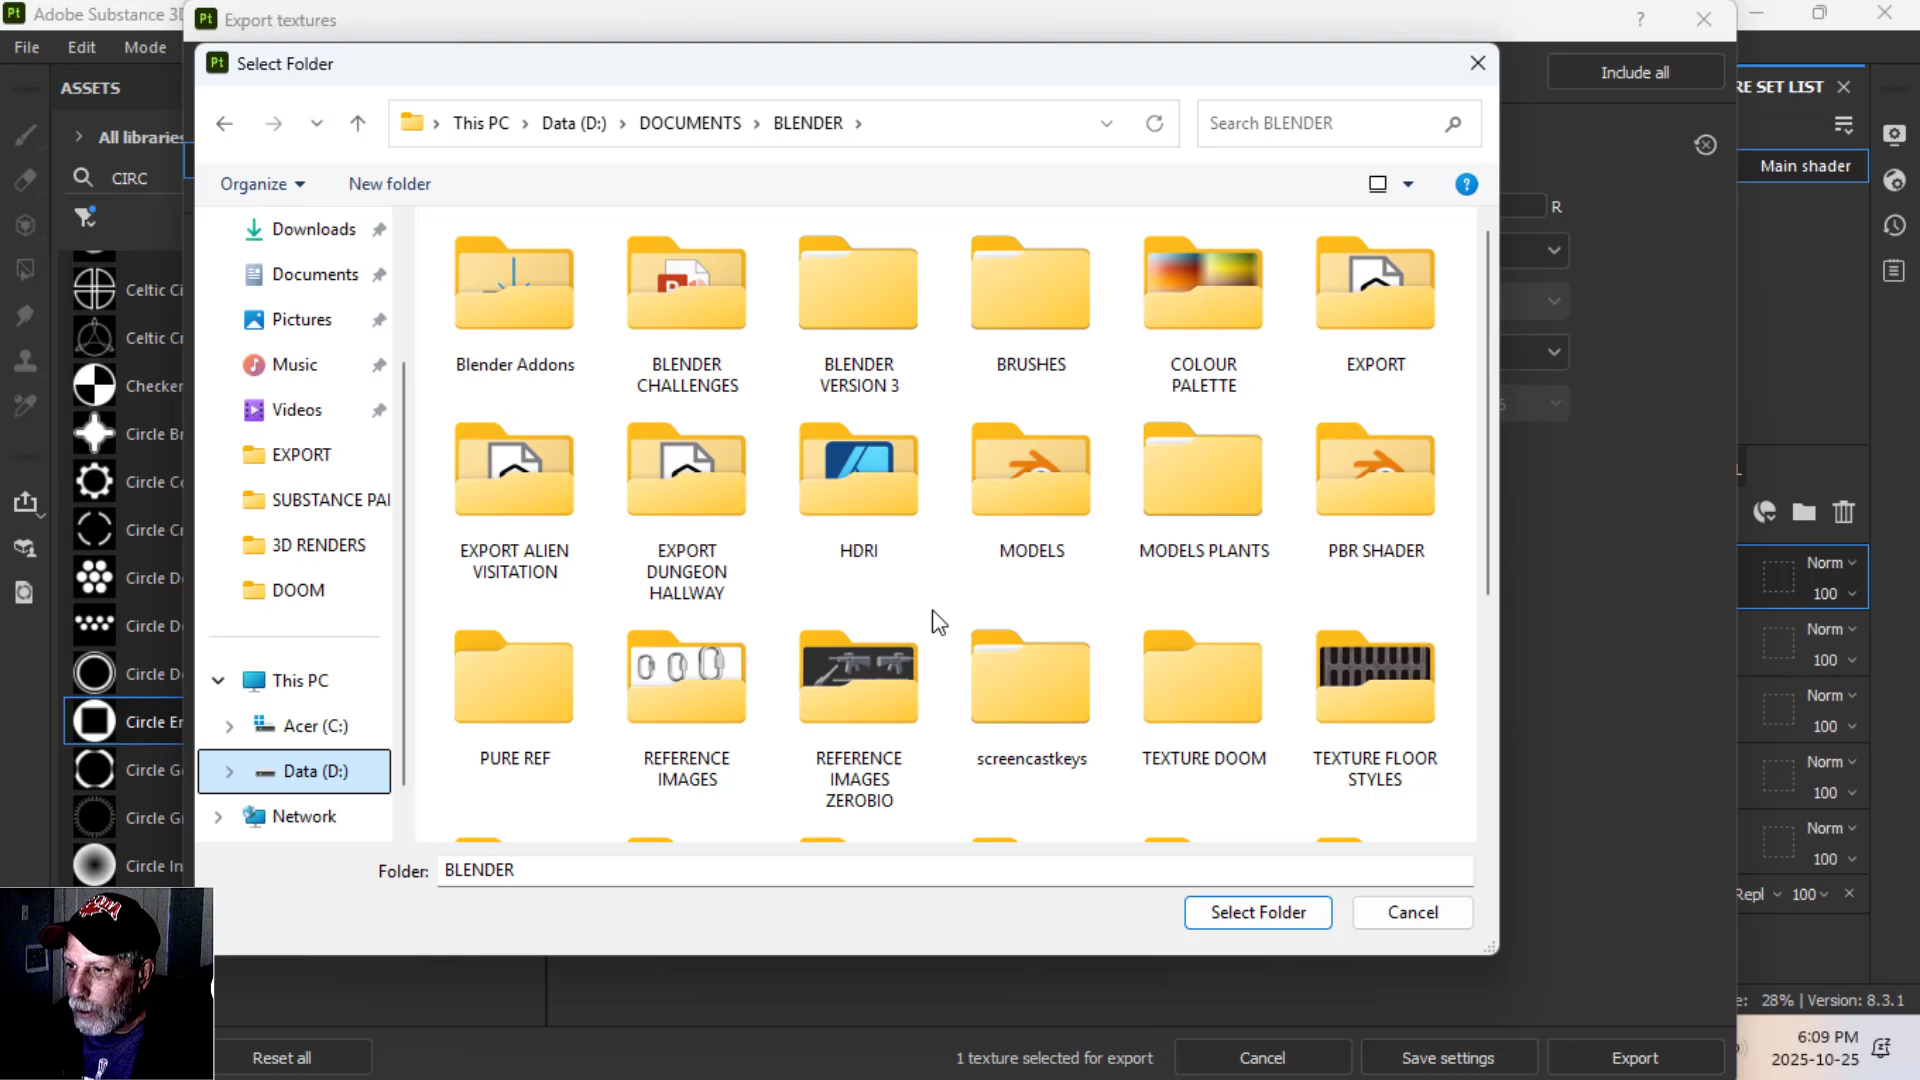 Pt Adobe Substance 3D
Pt Export textures
?
File Edit Mode
Pt Select Folder
Include all
ASSETS
RE SET LIST
This PC Data (D:) DOCUMENTS BLENDER
Search BLENDER
All libraries
Main shader
CIRC
Organize New folder
R
Downloads
Documents
Pictures
Music
Videos
EXPORT
SUBSTANCE PAI
3D RENDERS
DOOM
This PC
Acer (C:)
Data (D:)
Network
Blender Addons
BLENDER
CHALLENGES
BLENDER
VERSION 3
BRUSHES
COLOUR
PALETTE
EXPORT
EXPORT ALIEN
VISITATION
EXPORT
DUNGEON
HALLWAY
HDRI
MODELS
MODELS PLANTS
PBR SHADER
PURE REF
REFERENCE
IMAGES
REFERENCE
IMAGES
ZEROBIO
screencastkeys
TEXTURE DOOM
TEXTURE FLOOR
STYLES
Celtic Ci
Celtic Cr
Checker
Circle Br
Circle Co
Circle Cr
Circle D
Circle D
Circle D
Circle Er
Circle G
Circle Gr
Circle In
Norm
100
Norm
100
Norm
100
Norm
100
Norm
100
Repl 100
Folder: BLENDER
Select Folder Cancel
28% | Version: 8.3.1
Reset all
1 texture selected for export
Cancel Save settings Export
6:09 PM
2025-10-25